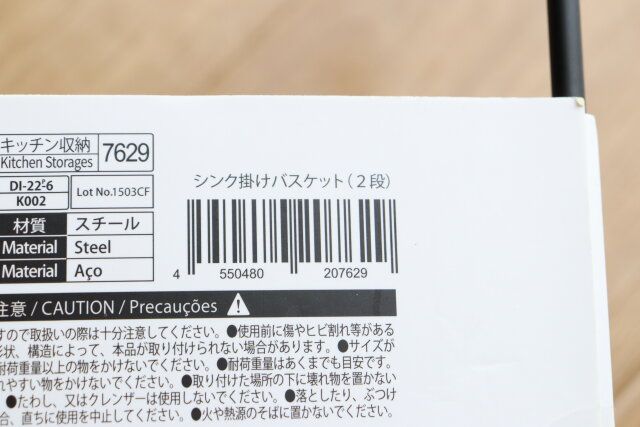 キッチン収納
Kitchen Storages
7629
DI-22-6
K002
Lot No.1503CF
シンク掛けバスケット(2段)
材質 スチール
Material Steel
Material Aço
4 550480 207629
注意 / CAUTION / Precauções
すので取扱いの際は十分注意してください。●使用前に傷やヒビ割れ等がある
形状、構造によって、本品が取り付けられない場合があります。●サイズが
耐荷重量以上の物をかけないでください。●耐荷重量はあくまでも目安です。
れやすい物をかけないでください。●取り付けた場所の下に壊れ物を置かない
。●たわし、又はクレンザーは使用しないでください。●落としたり、ぶつけ
合、直ちに使用を中止してください。●火や熱源のそばに置かないでください。